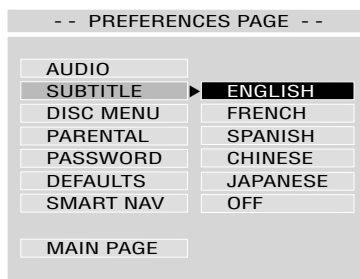 - - PREFERENCES PAGE - -
AUDIO
SUBTITLE
DISC MENU
PARENTAL
PASSWORD
DEFAULTS
SMART NAV
MAIN PAGE
ENGLISH
FRENCH
SPANISH
CHINESE
JAPANESE
OFF